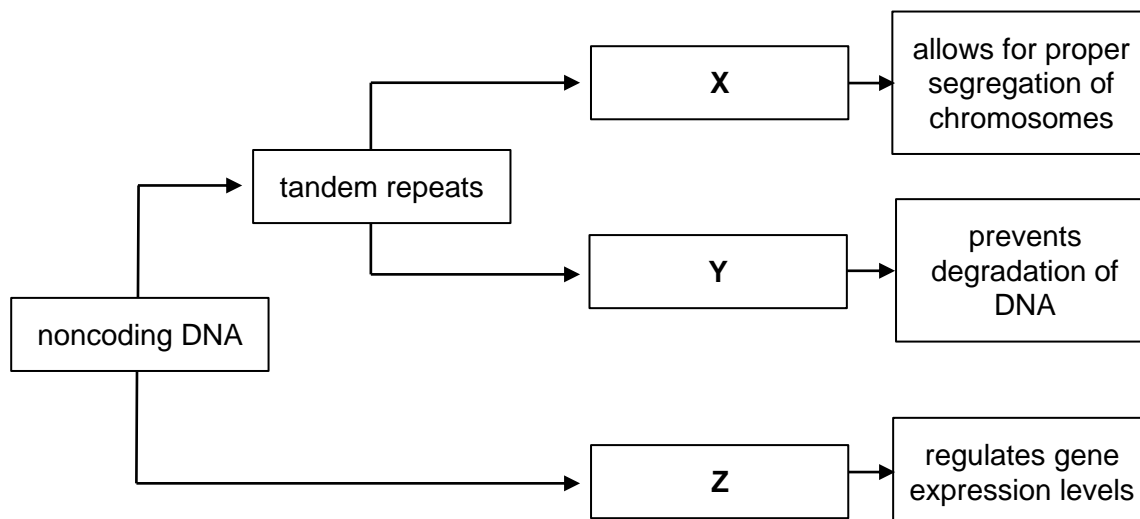 X
allows for proper
segregation of
chromosomes
tandem repeats
Y
prevents
degradation of
DNA
noncoding DNA
Z
regulates gene
expression levels